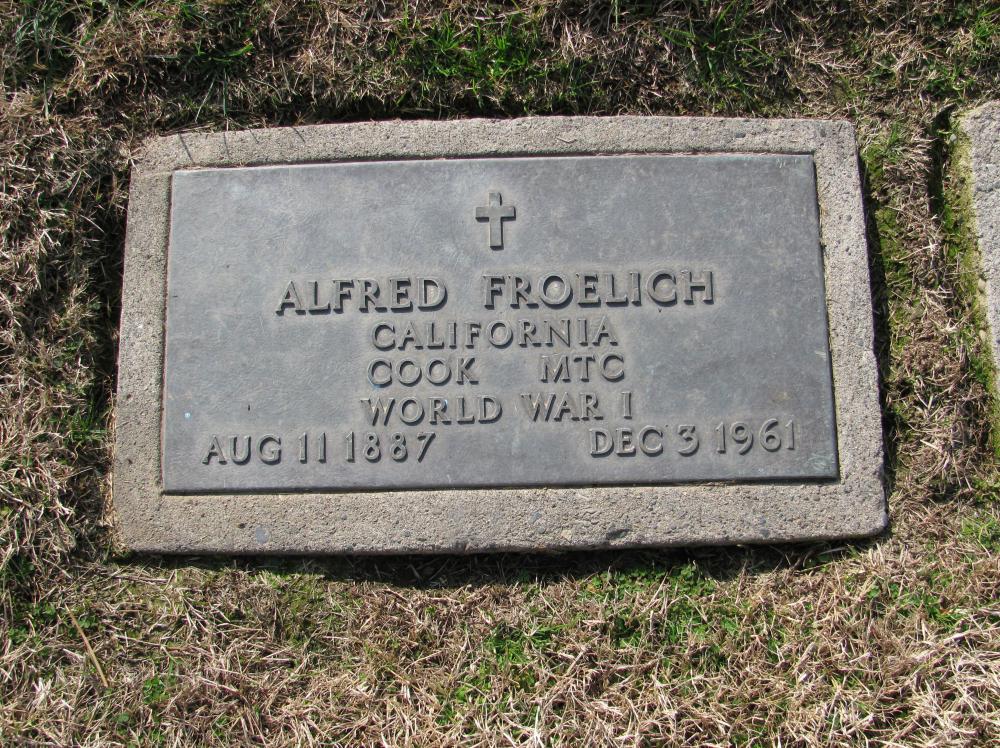 ALFRED FROELICH
CALIFORNIA
COOK MTC
WORLD WAR I
AUG 11 1887 DEC 3 1961